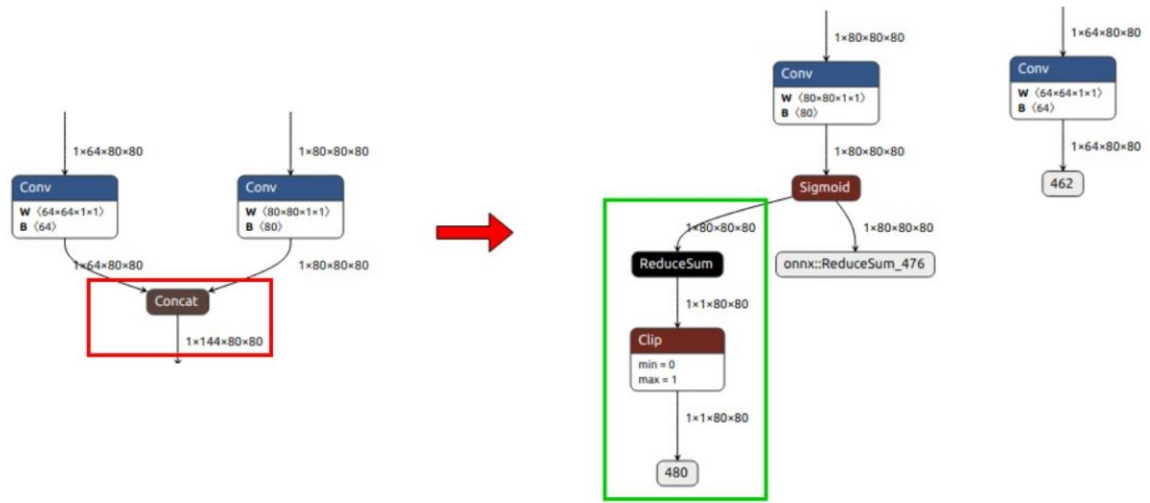 1×64×80×80
1×80×80×80
Conv
W ⟨64×64×1×1⟩
B ⟨64⟩
Conv
W ⟨80×80×1×1⟩
B ⟨80⟩
1×64×80×80
1×80×80×80
Concat
1×144×80×80
1×80×80×80
Conv
W ⟨80×80×1×1⟩
B ⟨80⟩
1×80×80×80
Sigmoid
1×80×80×80
1×80×80×80
ReduceSum
onnx::ReduceSum_476
1×1×80×80
Clip
min = 0
max = 1
1×1×80×80
480
1×64×80×80
Conv
W ⟨64×64×1×1⟩
B ⟨64⟩
1×64×80×80
462